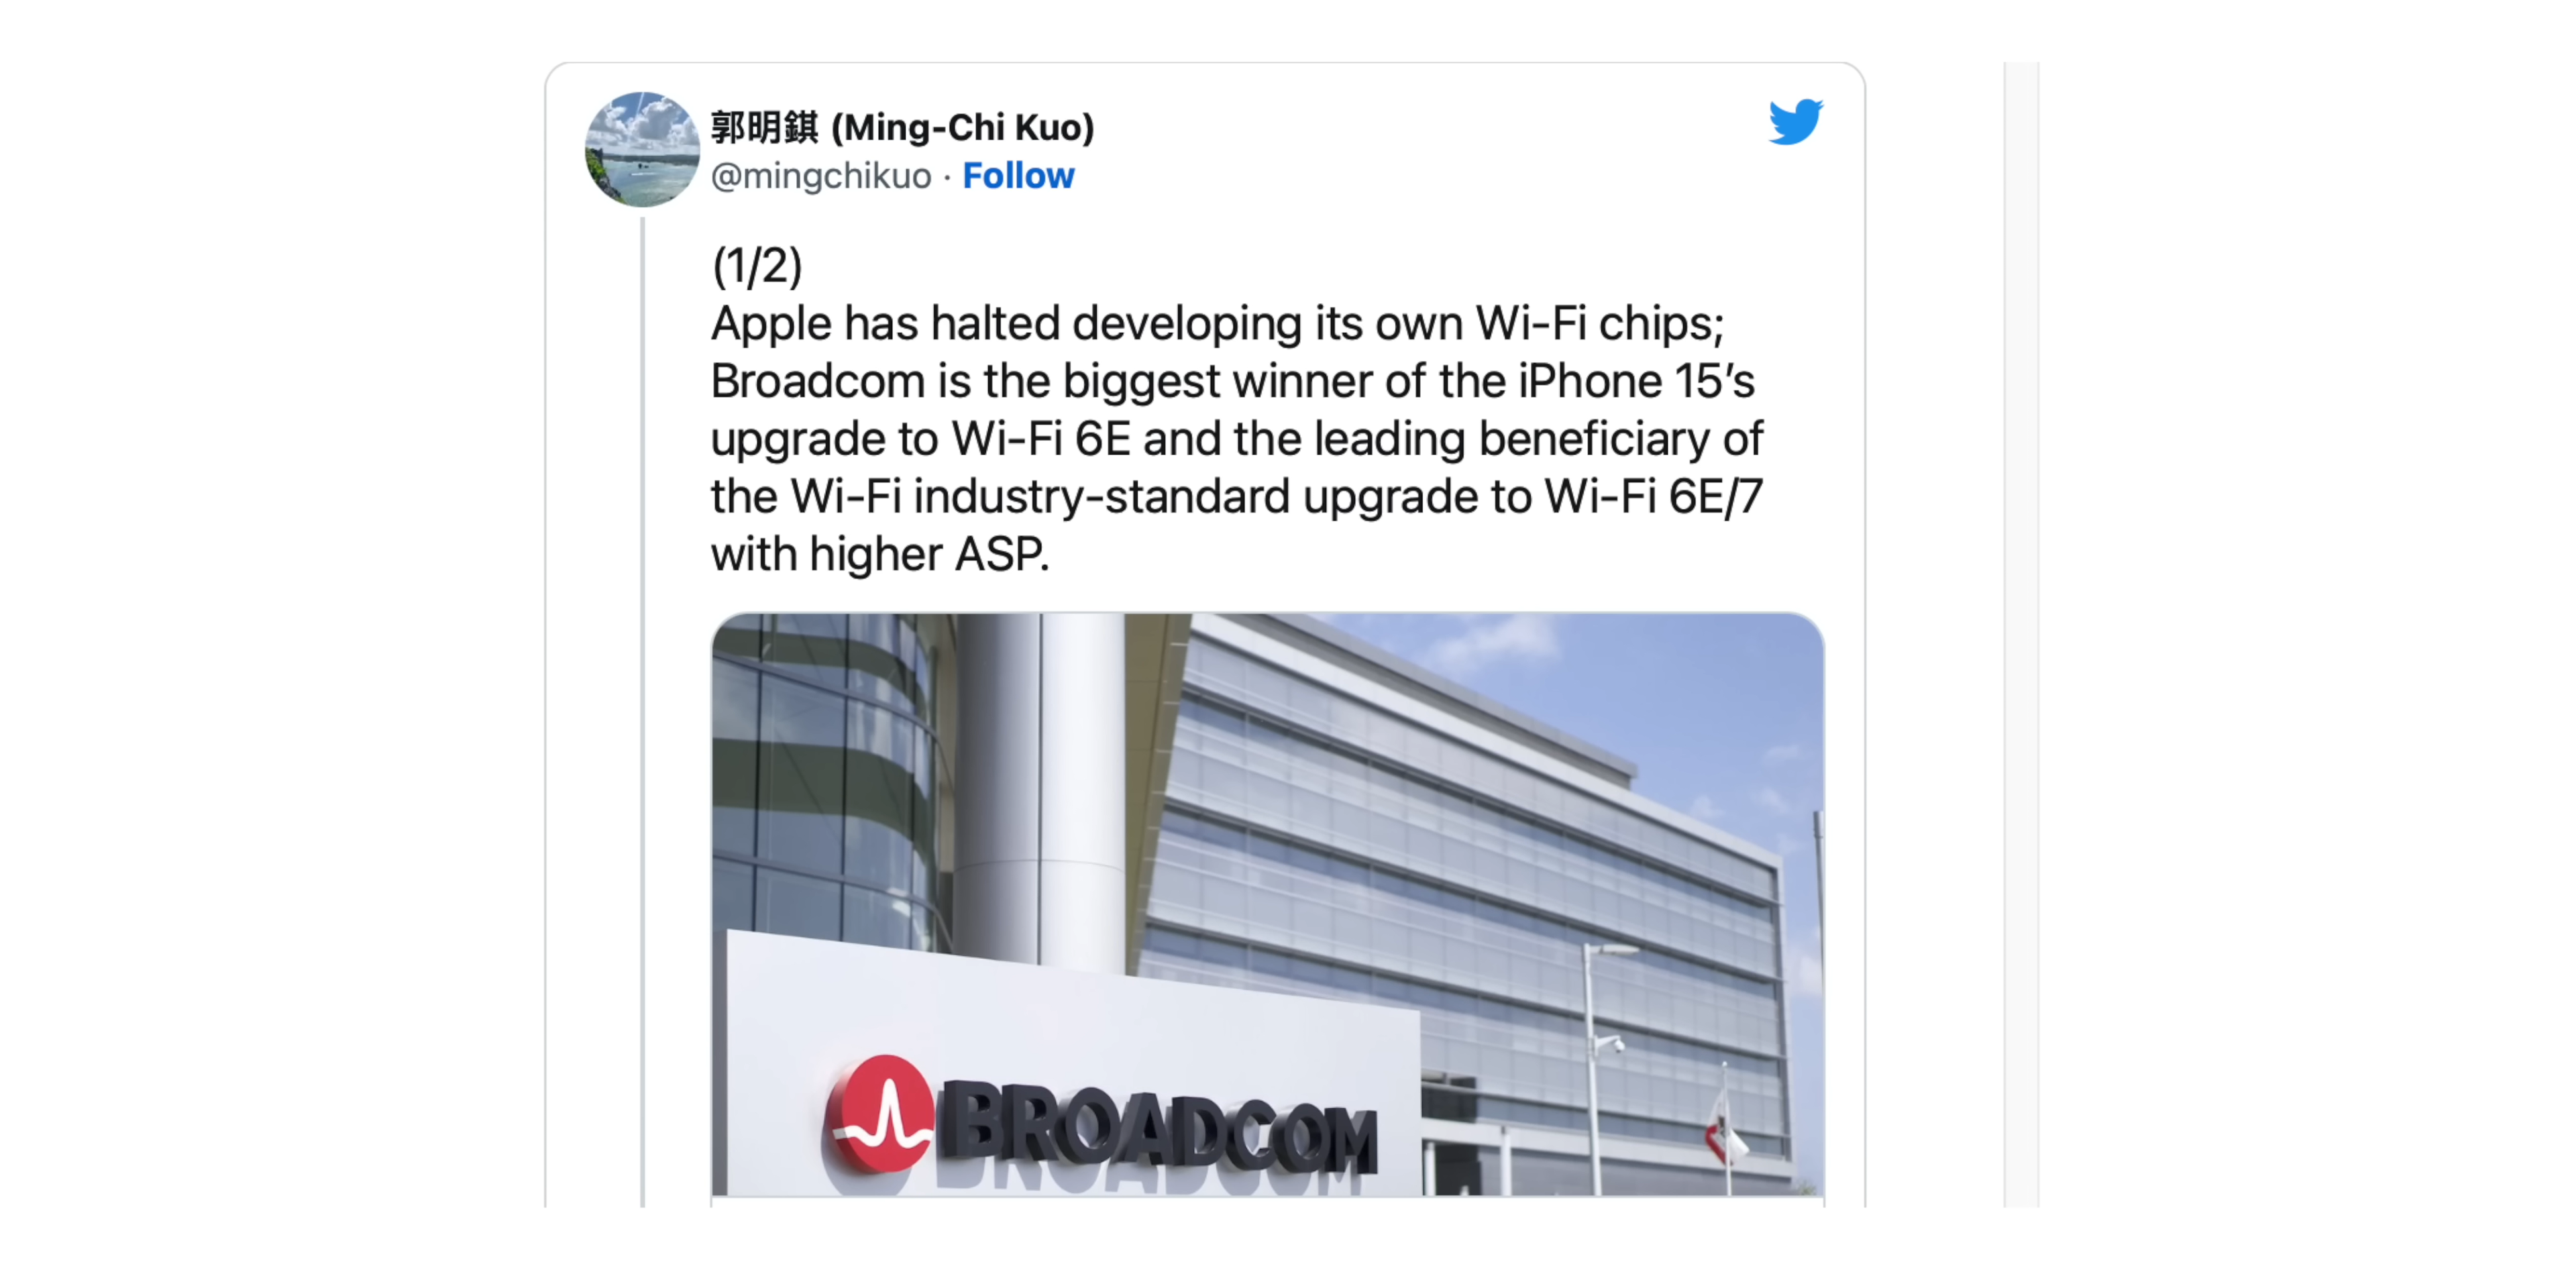 郭明錤 (Ming-Chi Kuo)
@mingchikuo · Follow
(1/2)
Apple has halted developing its own Wi-Fi chips;
Broadcom is the biggest winner of the iPhone 15’s
upgrade to Wi-Fi 6E and the leading beneficiary of
the Wi-Fi industry-standard upgrade to Wi-Fi 6E/7
with higher ASP.
BROADCOM